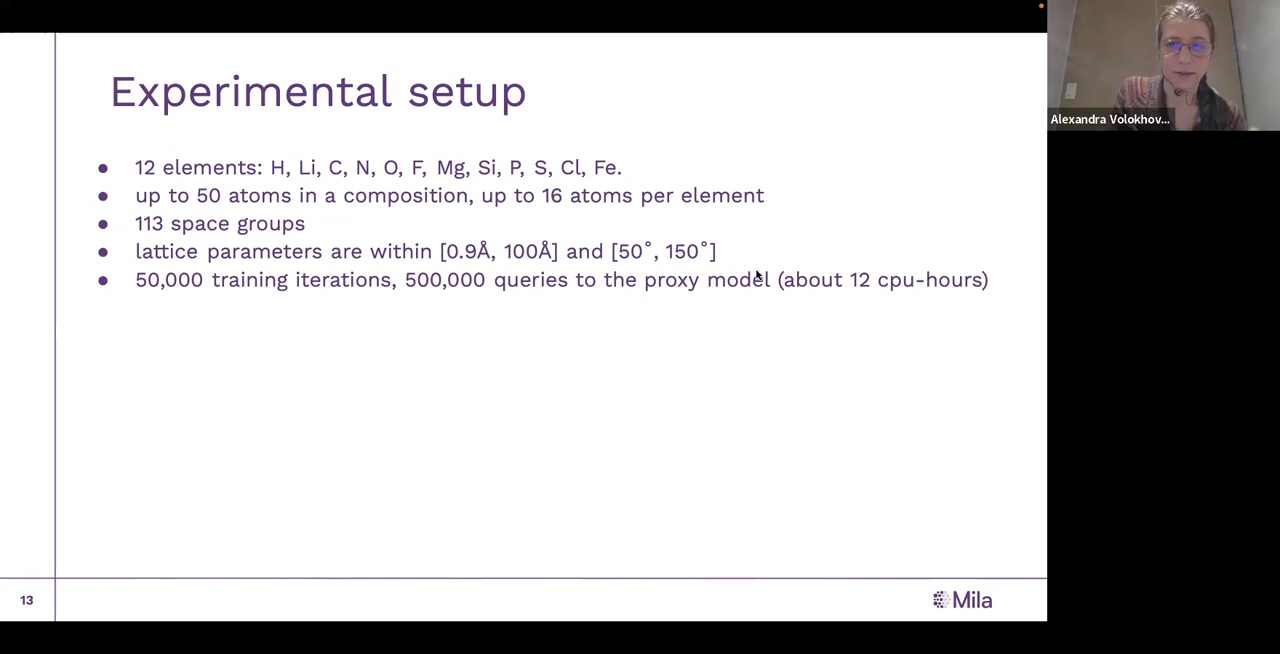 Experimental setup
● 12 elements: H, Li, C, N, O, F, Mg, Si, P, S, Cl, Fe.
● up to 50 atoms in a composition, up to 16 atoms per element
● 113 space groups
● lattice parameters are within [0.9Å, 100Å] and [50˚, 150˚]
● 50,000 training iterations, 500,000 queries to the proxy model (about 12 cpu-hours)
Alexandra Volokhov...
13
Mila